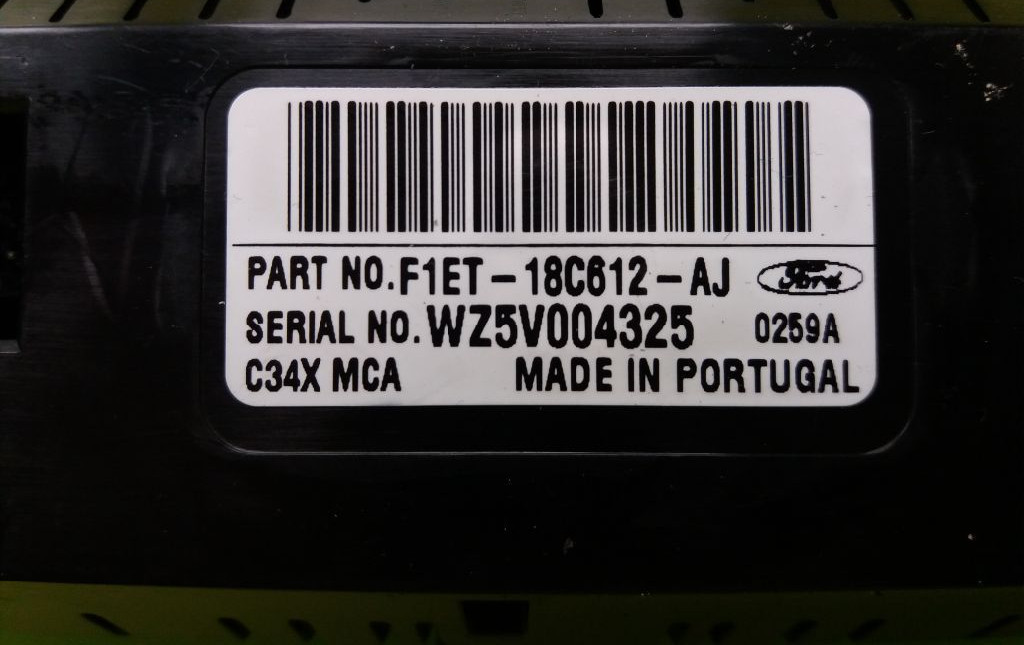 PART NO. F1ET-18C612-AJ Ford
SERIAL NO. WZ5V004325 0259A
C34X MCA MADE IN PORTUGAL